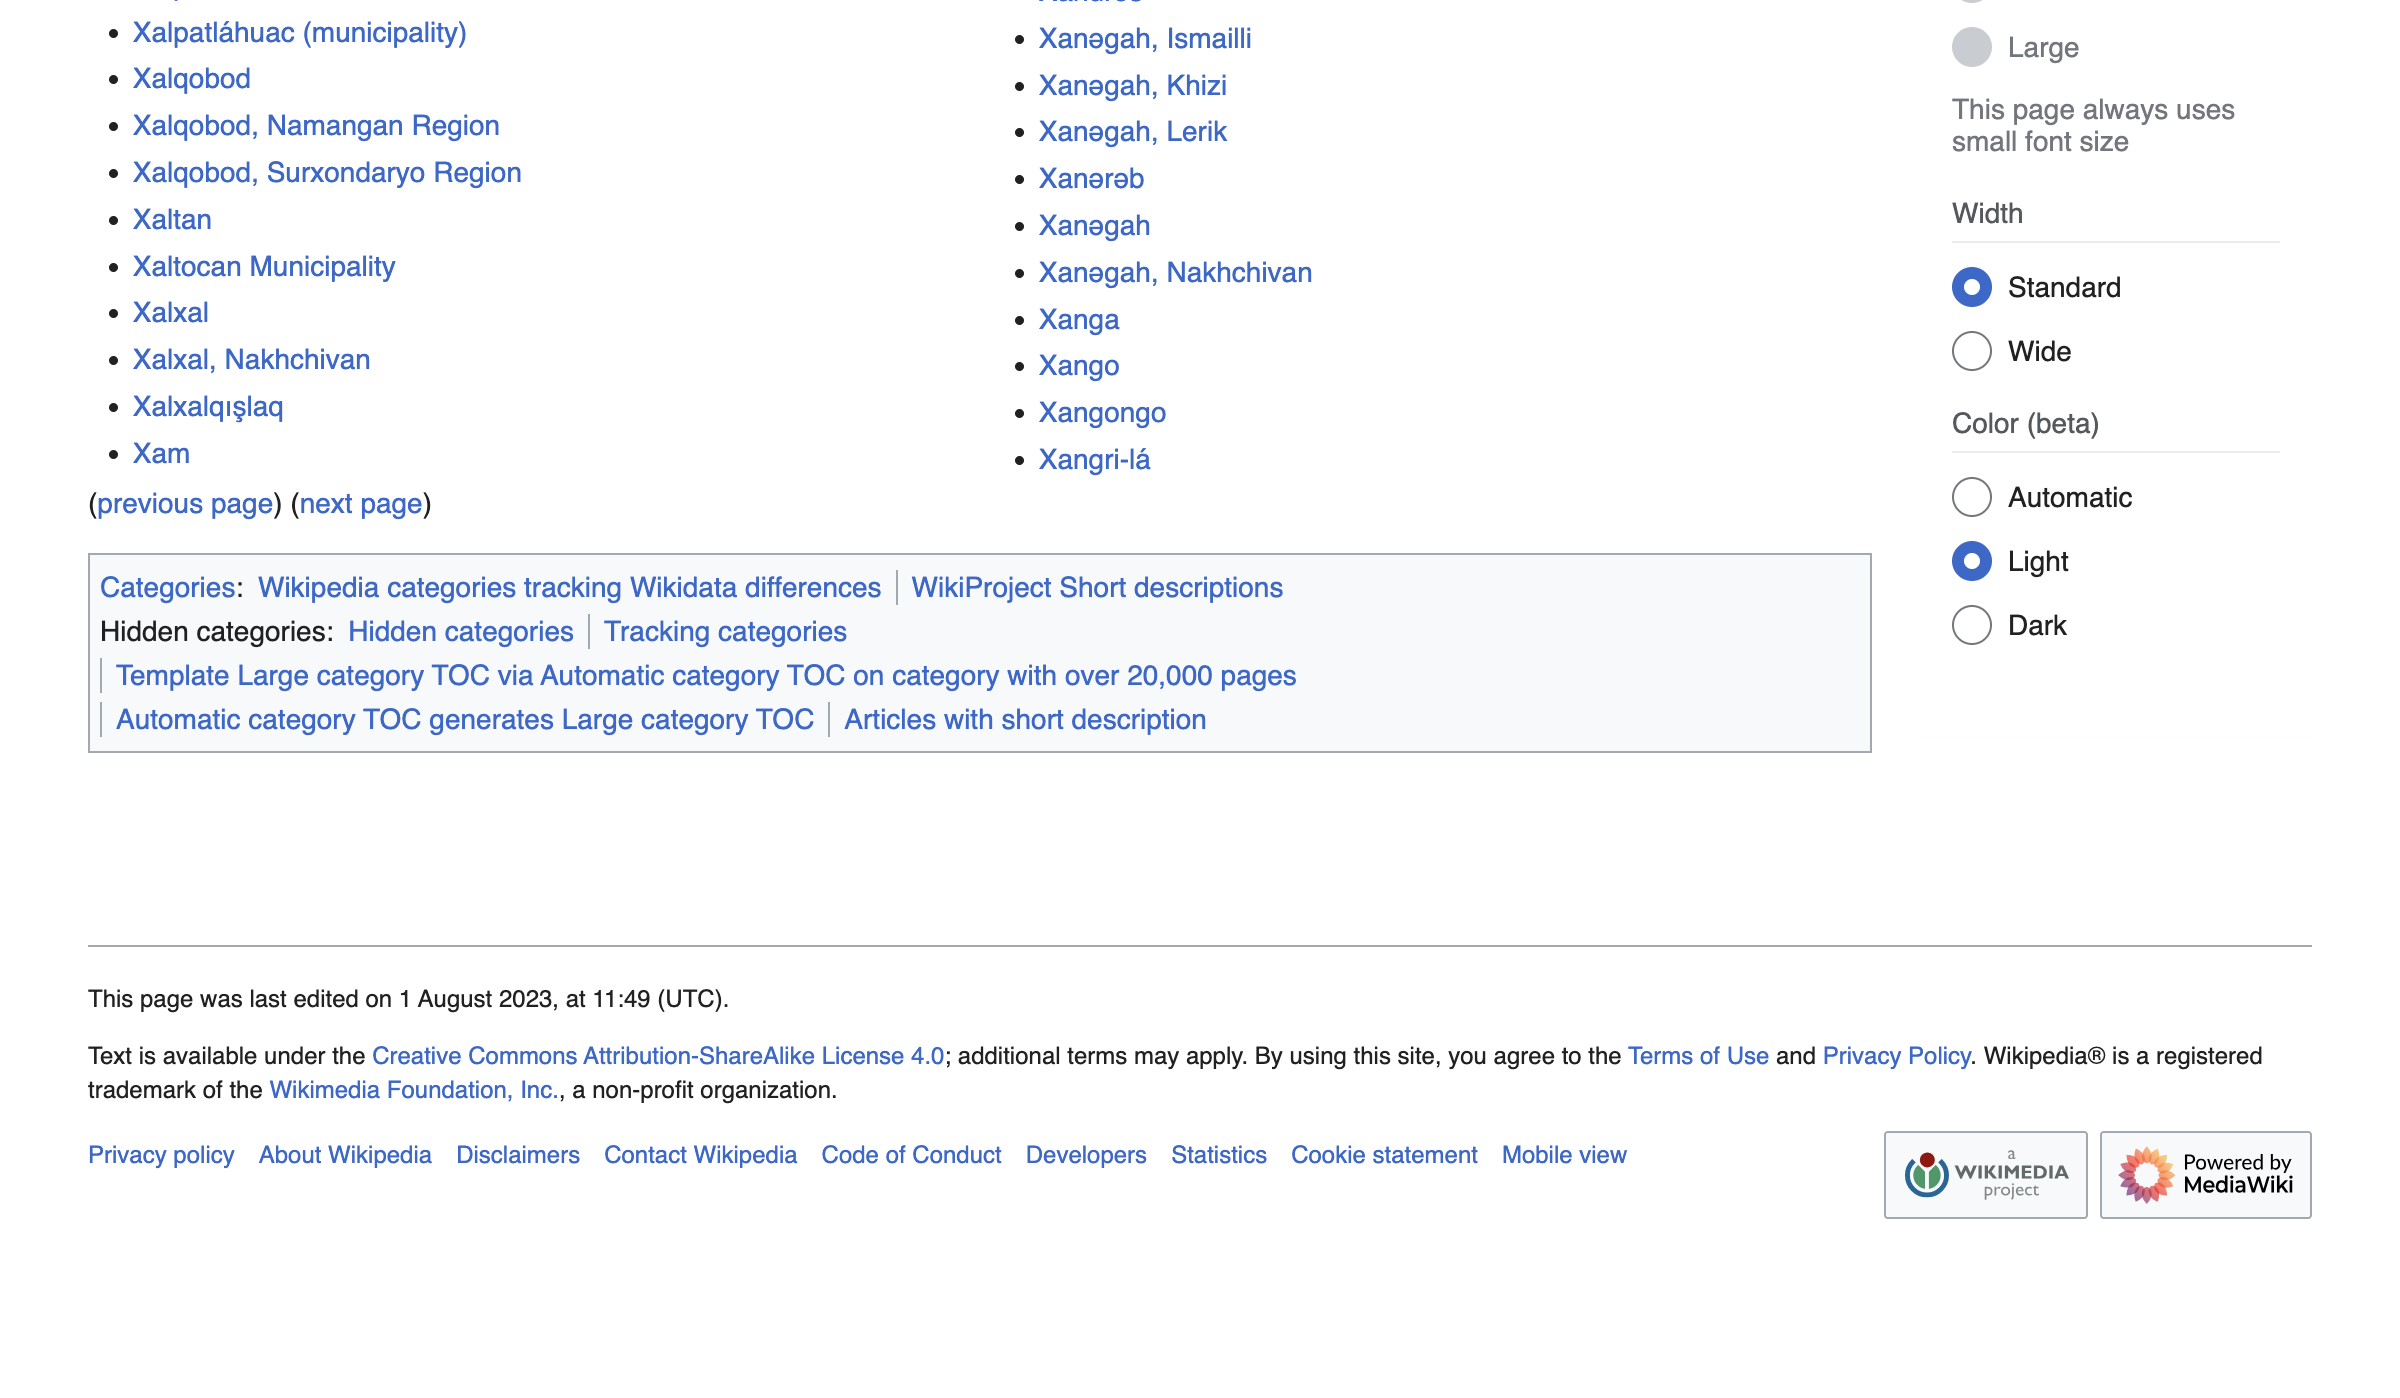 Xalpatláhuac (municipality)
Xalqobod
Xalqobod, Namangan Region
Xalqobod, Surxondaryo Region
Xaltan
Xaltocan Municipality
Xalxal
Xalxal, Nakhchivan
Xalxalqışlaq
Xam
Xanəgah, Ismailli
Xanəgah, Khizi
Xanəgah, Lerik
Xanərəb
Xanəgah
Xanəgah, Nakhchivan
Xanga
Xango
Xangongo
Xangri-lá
(previous page) (next page)
Categories: Wikipedia categories tracking Wikidata differences | WikiProject Short descriptions
Hidden categories: Hidden categories | Tracking categories
| Template Large category TOC via Automatic category TOC on category with over 20,000 pages
| Automatic category TOC generates Large category TOC | Articles with short description
Large
This page always uses
small font size
Width
Standard
Wide
Color (beta)
Automatic
Light
Dark
This page was last edited on 1 August 2023, at 11:49 (UTC).
Text is available under the Creative Commons Attribution-ShareAlike License 4.0; additional terms may apply. By using this site, you agree to the Terms of Use and Privacy Policy. Wikipedia® is a registered
trademark of the Wikimedia Foundation, Inc., a non-profit organization.
Privacy policy About Wikipedia Disclaimers Contact Wikipedia Code of Conduct Developers Statistics Cookie statement Mobile view
a
WIKIMEDIA
project
Powered by
MediaWiki